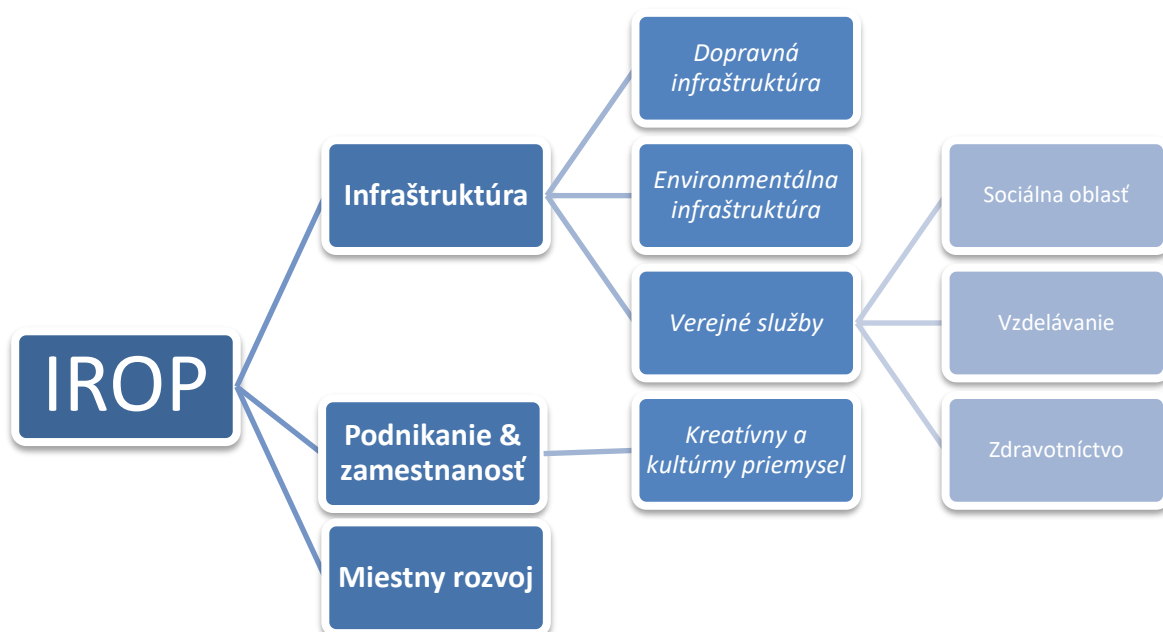 IROP
Infraštruktúra
Dopravná
infraštruktúra
Environmentálna
infraštruktúra
Verejné služby
Sociálna oblasť
Vzdelávanie
Zdravotníctvo
Podnikanie &
zamestnanosť
Kreatívny a
kultúrny priemysel
Miestny rozvoj